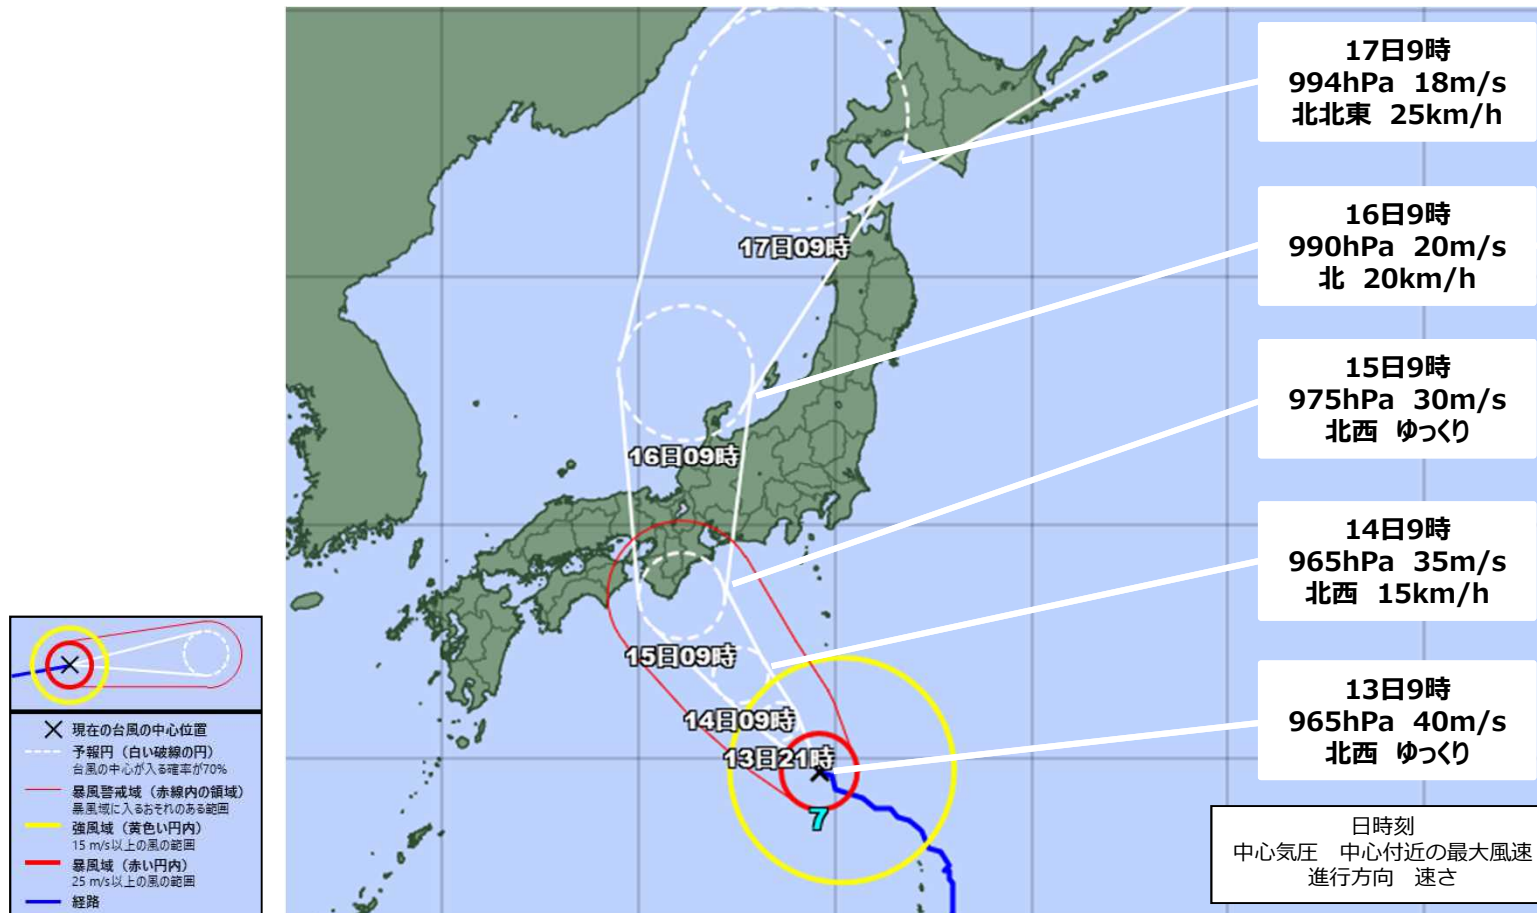 17日9時
994hPa 18m/s
北北東 25km/h
16日9時
990hPa 20m/s
北 20km/h
15日9時
975hPa 30m/s
北西 ゆっくり
14日9時
965hPa 35m/s
北西 15km/h
13日9時
965hPa 40m/s
北西 ゆっくり
17日09時
16日09時
15日09時
14日09時
13日21時
7
現在の台風の中心位置
予報円（白い破線の円）
台風の中心が入る確率が70%
暴風警戒域（赤線内の領域）
暴風域に入るおそれのある範囲
強風域（黄色い円内）
15 m/s以上の風の範囲
暴風域（赤い円内）
25 m/s以上の風の範囲
経路
日時刻
中心気圧 中心付近の最大風速
進行方向 速さ